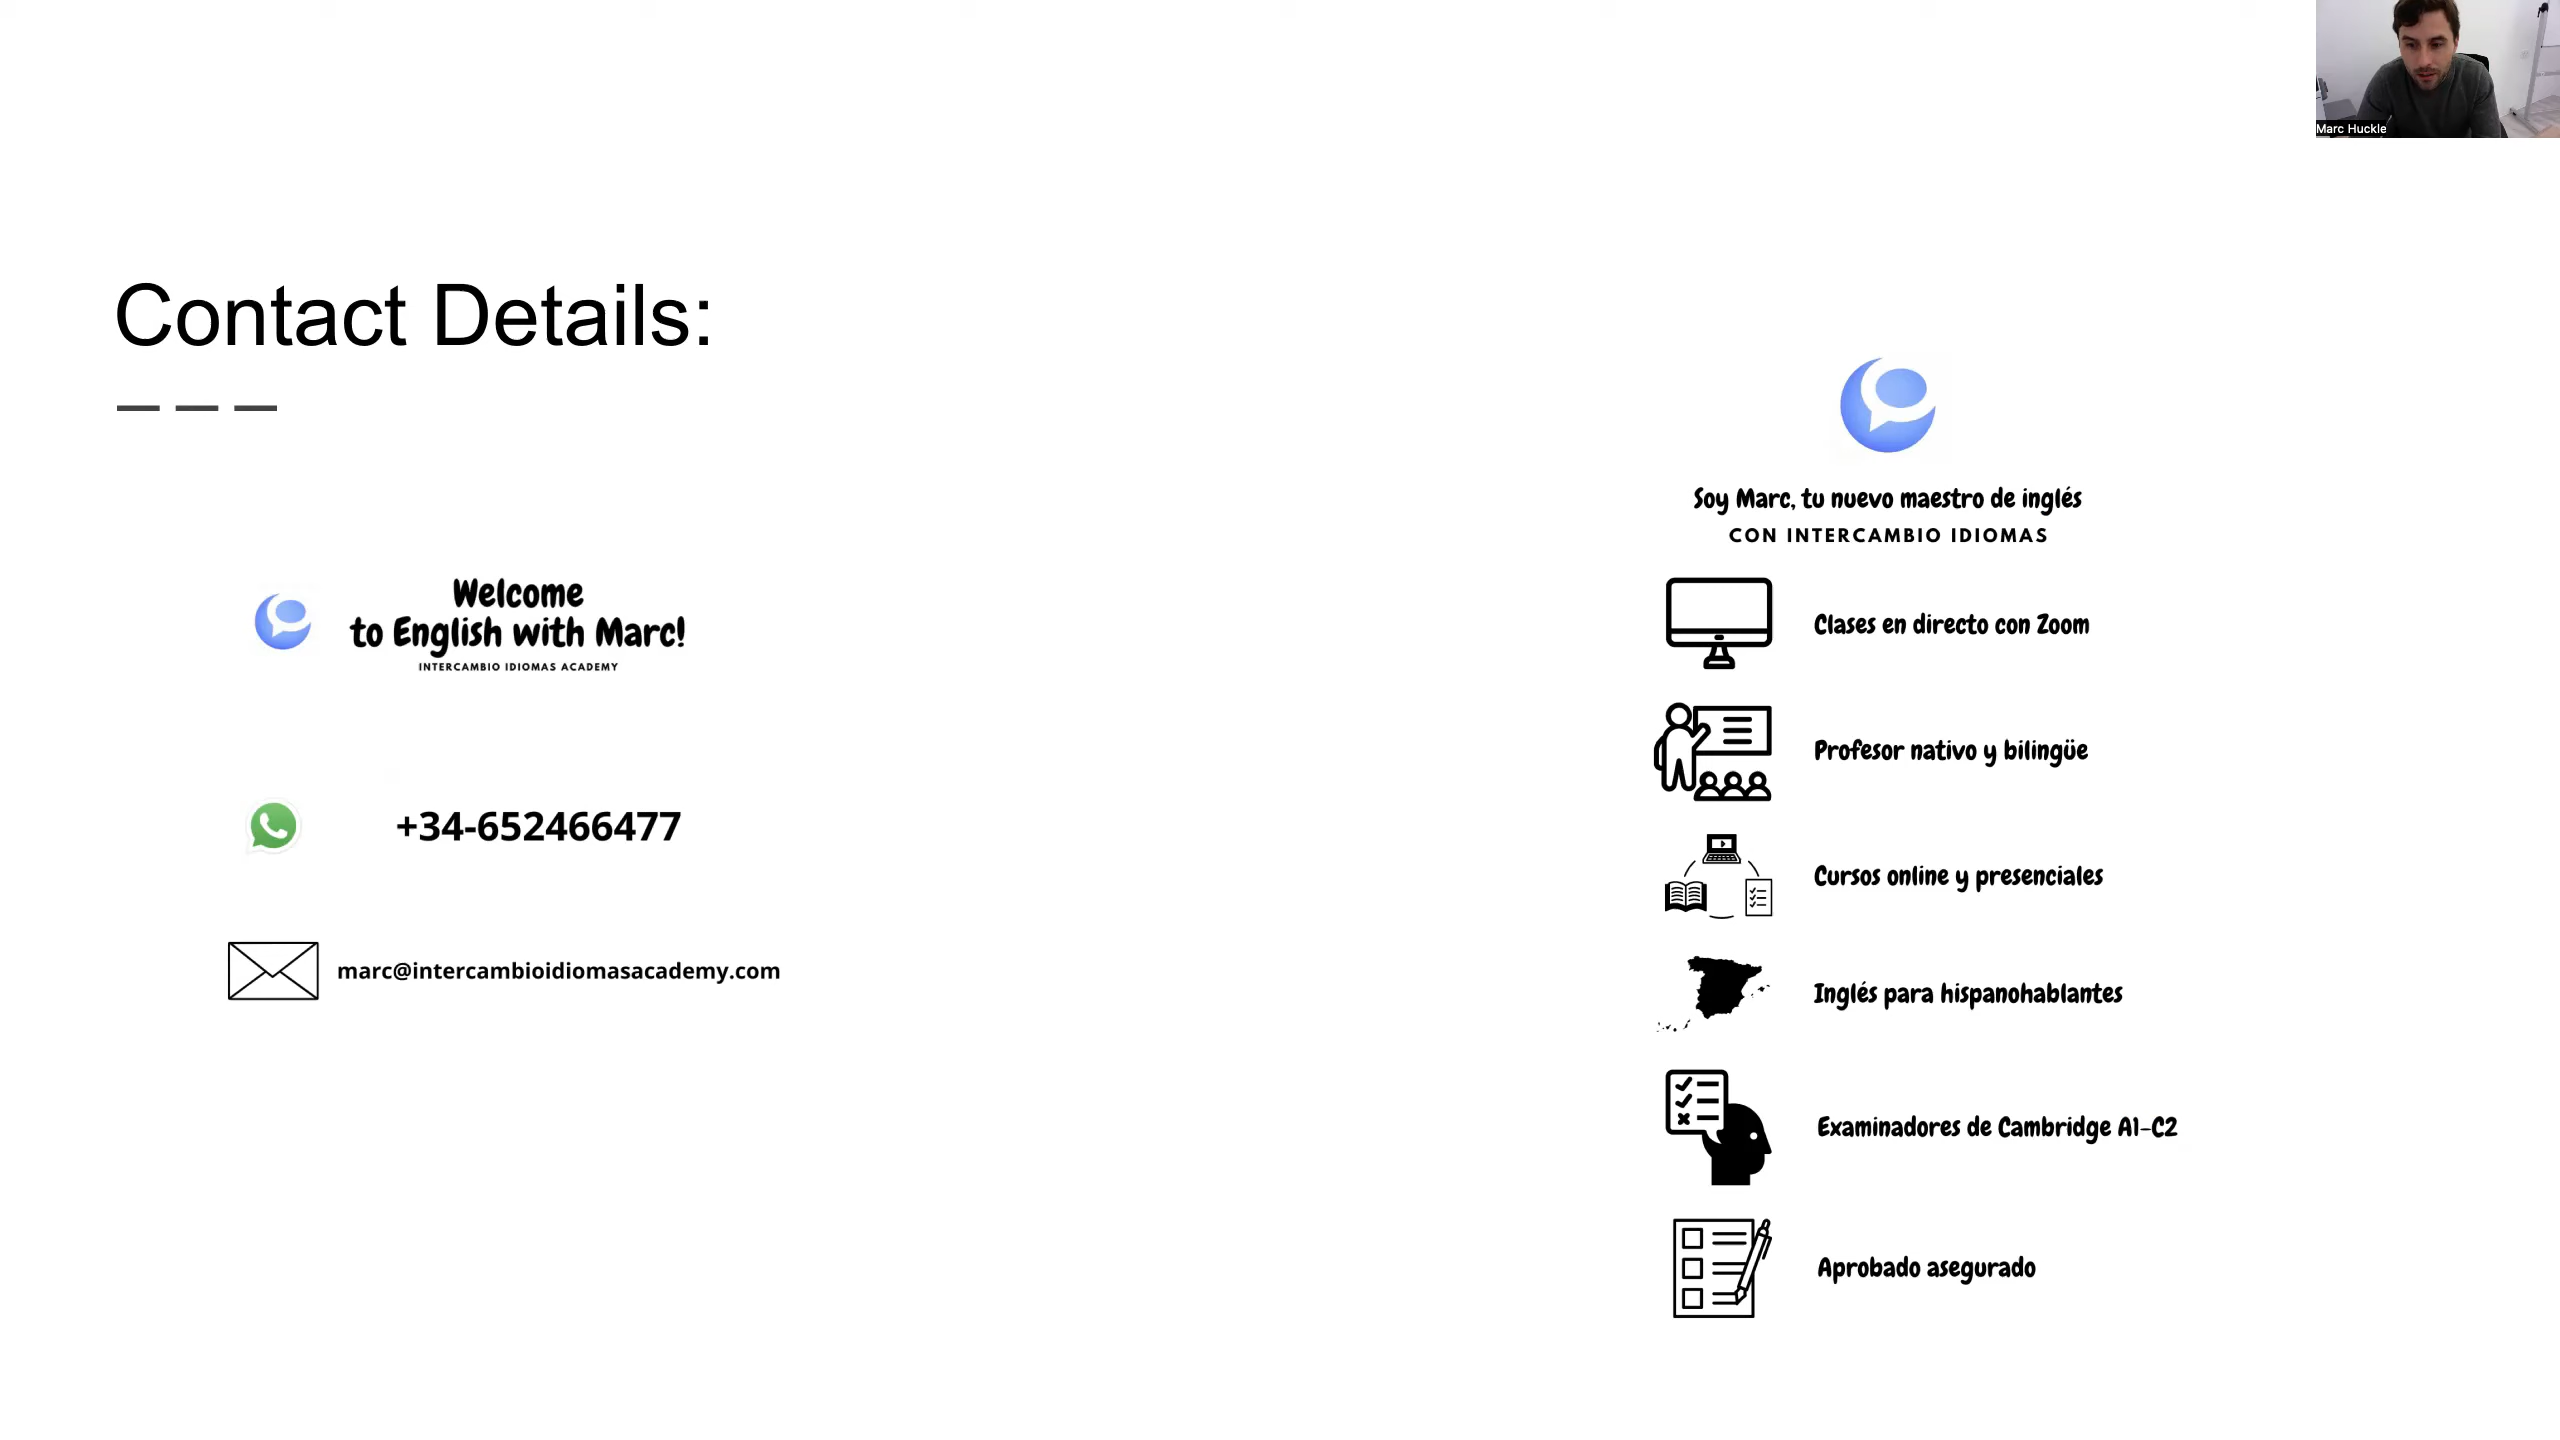 Marc Huckle
Contact Details:
Welcome
to English with Marc!
INTERCAMBIO IDIOMAS ACADEMY
+34-652466477
marc@intercambioidiomasacademy.com
Soy Marc, tu nuevo maestro de inglés
CON INTERCAMBIO IDIOMAS
Clases en directo con Zoom
Profesor nativo y bilingüe
Cursos online y presenciales
Inglés para hispanohablantes
Examinadores de Cambridge A1-C2
Aprobado asegurado